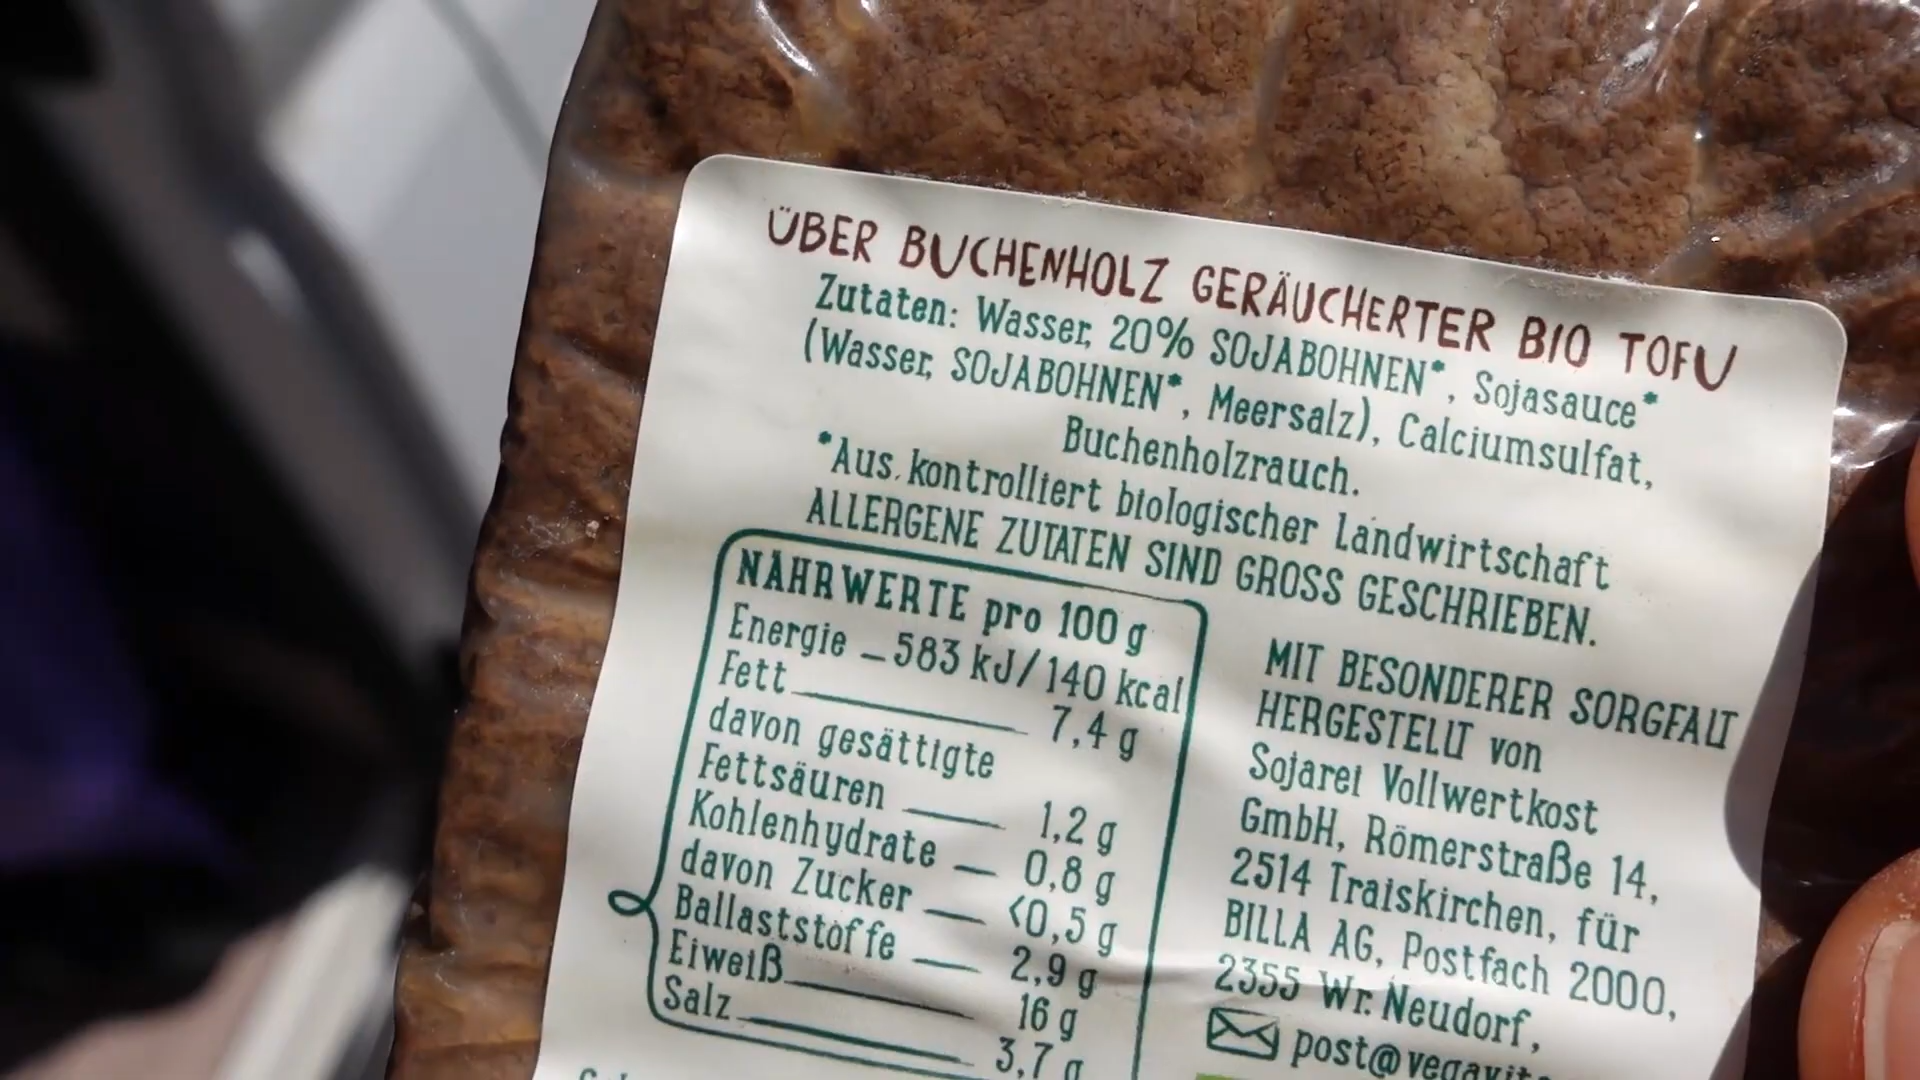 ÜBER BUCHENHOLZ GERÄUCHERTER BIO TOFU
Zutaten: Wasser, 20% SOJABOHNEN*, Sojasauce*
(Wasser, SOJABOHNEN*, Meersalz), Calciumsulfat,
Buchenholzrauch.
*Aus kontrolliert biologischer Landwirtschaft
ALLERGENE ZUTATEN SIND GROSS GESCHRIEBEN.
NÄHRWERTE pro 100 g
Energie 583 kJ/140 kcal
Fett 7,4 g
davon gesättigte
Fettsäuren 1,2 g
Kohlenhydrate 0,8 g
davon Zucker <0,5 g
Ballaststoffe 2,9 g
Eiweiß 16 g
Salz 3,7 g
MIT BESONDERER SORGFALT
HERGESTELLT von
Sojarei Vollwertkost
GmbH, Römerstraße 14,
2514 Traiskirchen, für
BILLA AG, Postfach 2000,
2355 Wr. Neudorf,
post@vegavit